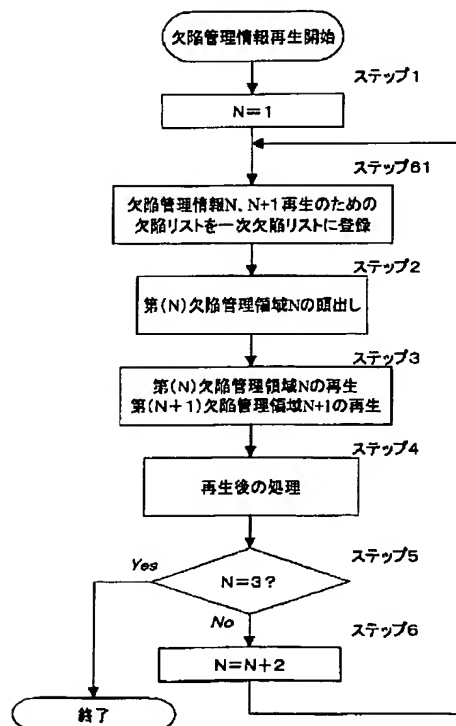 欠陥管理情報再生開始
ステップ1
N=1
ステップ61
欠陥管理情報N、N+1再生のための
欠陥リストを一次欠陥リストに登録
ステップ2
第(N)欠陥管理領域Nの頭出し
ステップ3
第(N)欠陥管理領域Nの再生
第(N+1)欠陥管理領域N+1の再生
ステップ4
再生後の処理
ステップ5
Yes
N=3?
No
ステップ6
N=N+2
終了